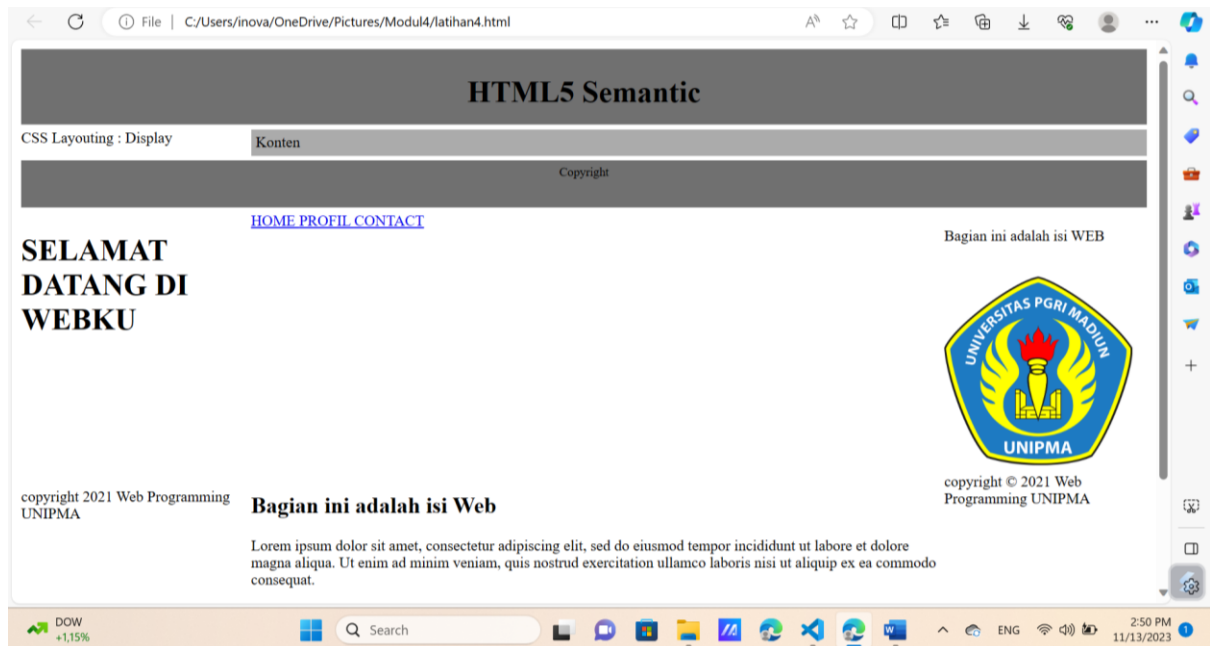 File | C:/Users/inova/OneDrive/Pictures/Modul4/latihan4.html
HTML5 Semantic
CSS Layouting : Display
Konten
Copyright
HOME PROFIL CONTACT
SELAMAT
DATANG DI
WEBKU
Bagian ini adalah isi WEB
UNIVERSITAS PGRI MADIUN
UNIPMA
copyright © 2021 Web
Programming UNIPMA
copyright 2021 Web Programming
UNIPMA
Bagian ini adalah isi Web
Lorem ipsum dolor sit amet, consectetur adipiscing elit, sed do eiusmod tempor incididunt ut labore et dolore
magna aliqua. Ut enim ad minim veniam, quis nostrud exercitation ullamco laboris nisi ut aliquip ex ea commodo
consequat.
DOW
+1,15%
Search
ENG
2:50 PM
11/13/2023
1